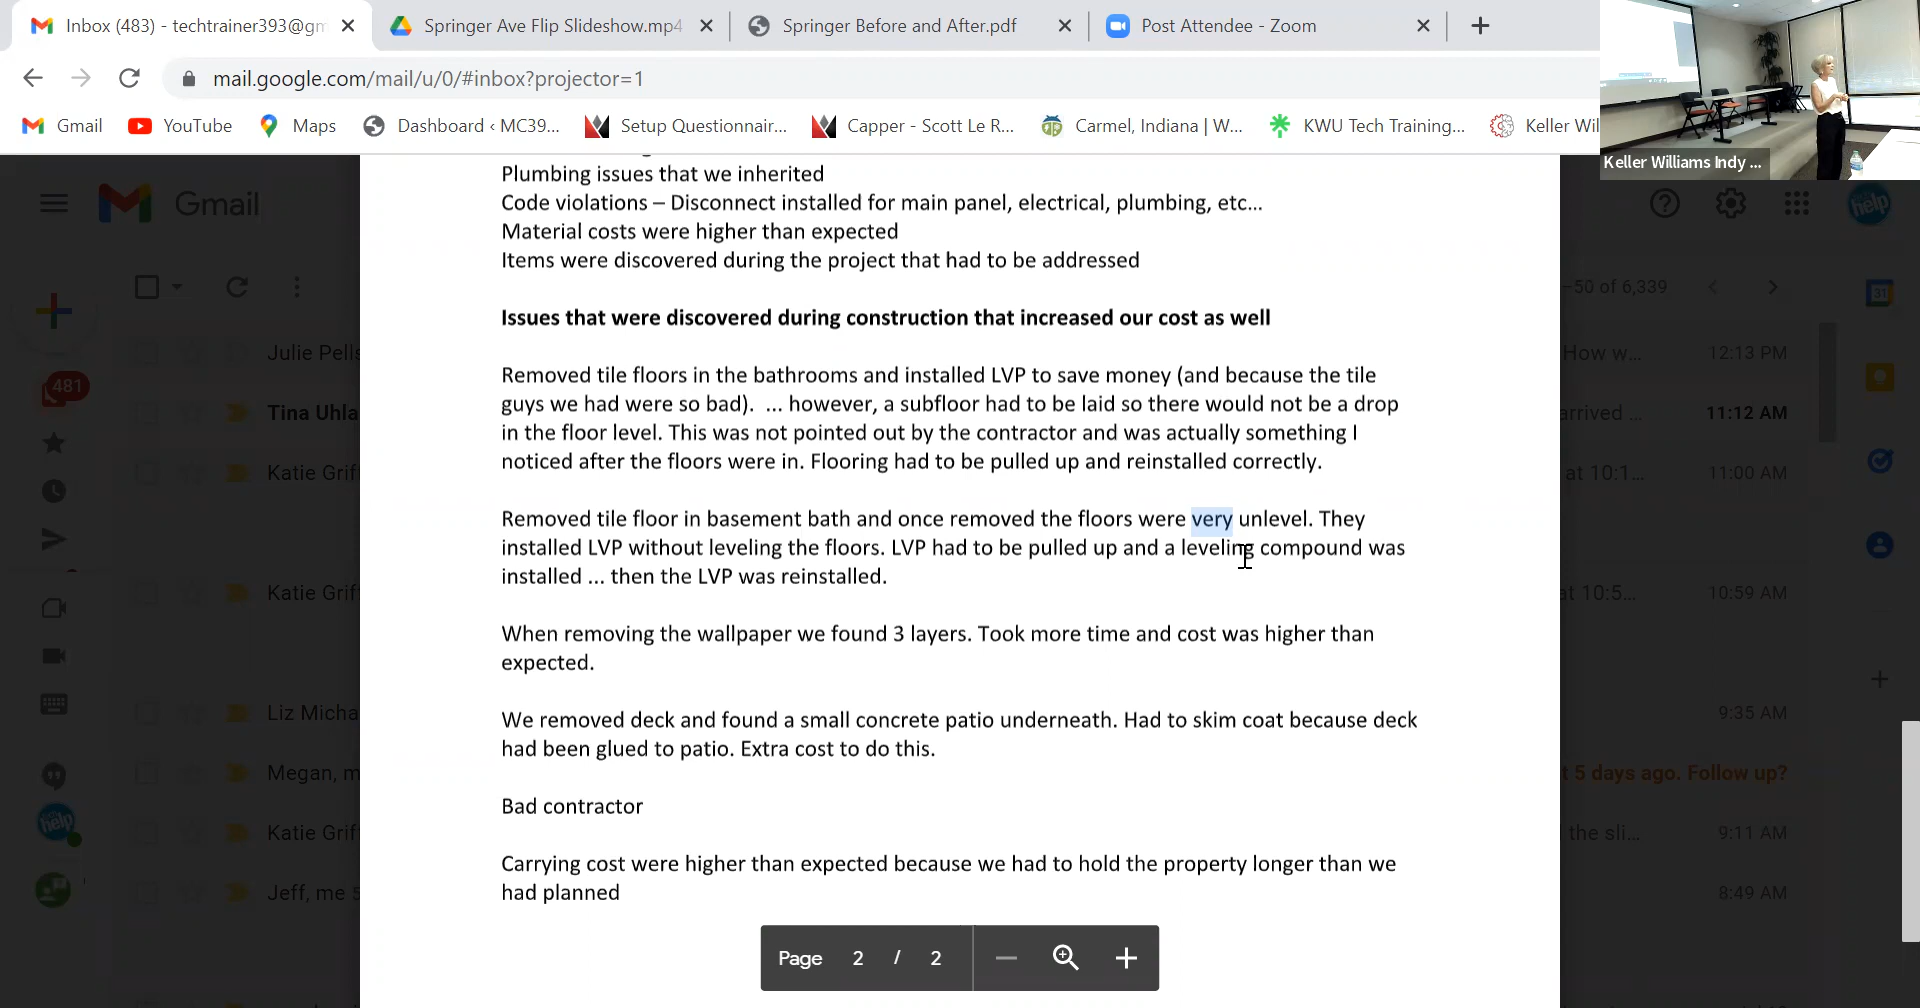 Inbox (483) - techtrainer393@gm
Springer Ave Flip Slideshow.mp4
Springer Before and After.pdf
Post Attendee - Zoom
mail.google.com/mail/u/0/#inbox?projector=1
Gmail
YouTube
Maps
Dashboard ‹ MC39...
Setup Questionnair...
Capper - Scott Le R...
Carmel, Indiana | W...
KWU Tech Training...
Keller Wil
Keller Williams Indy ...
Gmail
help
Plumbing issues that we inherited
Code violations – Disconnect installed for main panel, electrical, plumbing, etc...
Material costs were higher than expected
Items were discovered during the project that had to be addressed
-50 of 6,339
31
Issues that were discovered during construction that increased our cost as well
Julie Pells
How w...
12:13 PM
481
Removed tile floors in the bathrooms and installed LVP to save money (and because the tile
guys we had were so bad). ... however, a subfloor had to be laid so there would not be a drop
in the floor level. This was not pointed out by the contractor and was actually something I
noticed after the floors were in. Flooring had to be pulled up and reinstalled correctly.
Tina Uhla
arrived ...
11:12 AM
Katie Grif
at 10:1...
11:00 AM
Removed tile floor in basement bath and once removed the floors were very unlevel. They
installed LVP without leveling the floors. LVP had to be pulled up and a leveling compound was
installed ... then the LVP was reinstalled.
Katie Grif
at 10:5...
10:59 AM
When removing the wallpaper we found 3 layers. Took more time and cost was higher than
expected.
Liz Micha
9:35 AM
We removed deck and found a small concrete patio underneath. Had to skim coat because deck
had been glued to patio. Extra cost to do this.
Megan, m
t 5 days ago. Follow up?
Bad contractor
help
Katie Grif
the sli...
9:11 AM
Carrying cost were higher than expected because we had to hold the property longer than we
had planned
Jeff, me 5
8:49 AM
Page 2 / 2